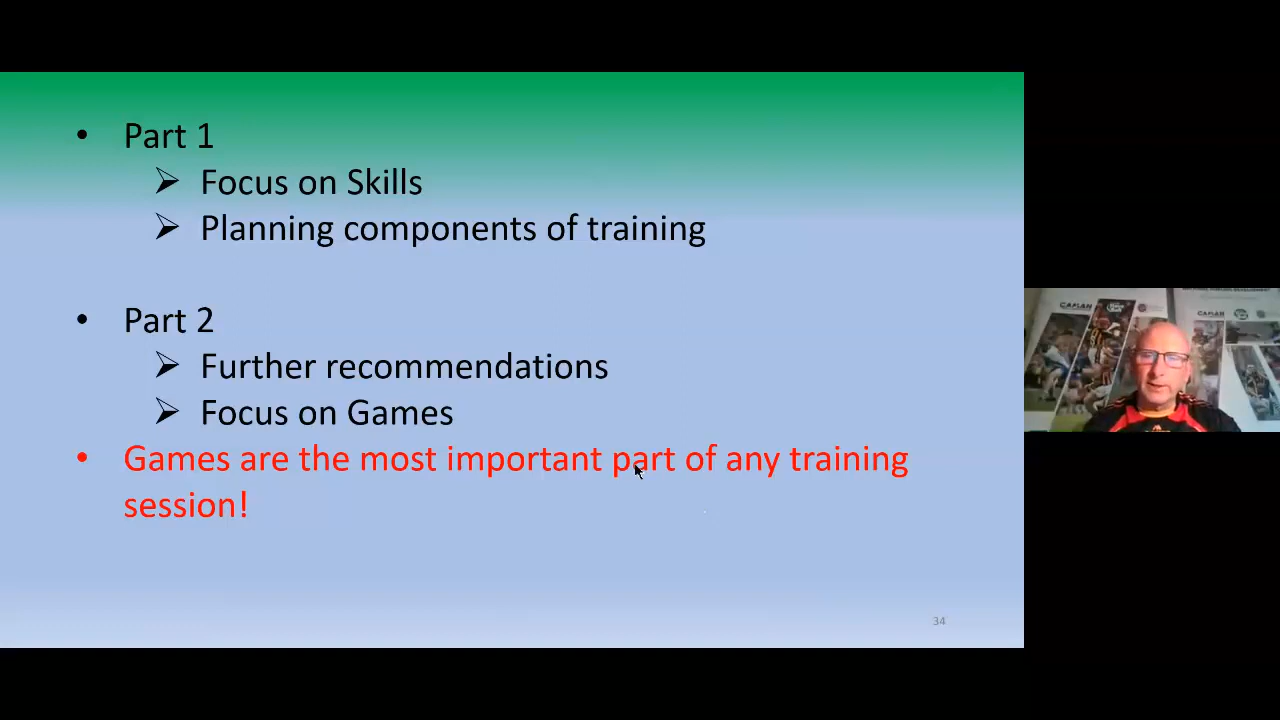 • Part 1
➢ Focus on Skills
➢ Planning components of training
• Part 2
➢ Further recommendations
➢ Focus on Games
• Games are the most important part of any training
session!
34